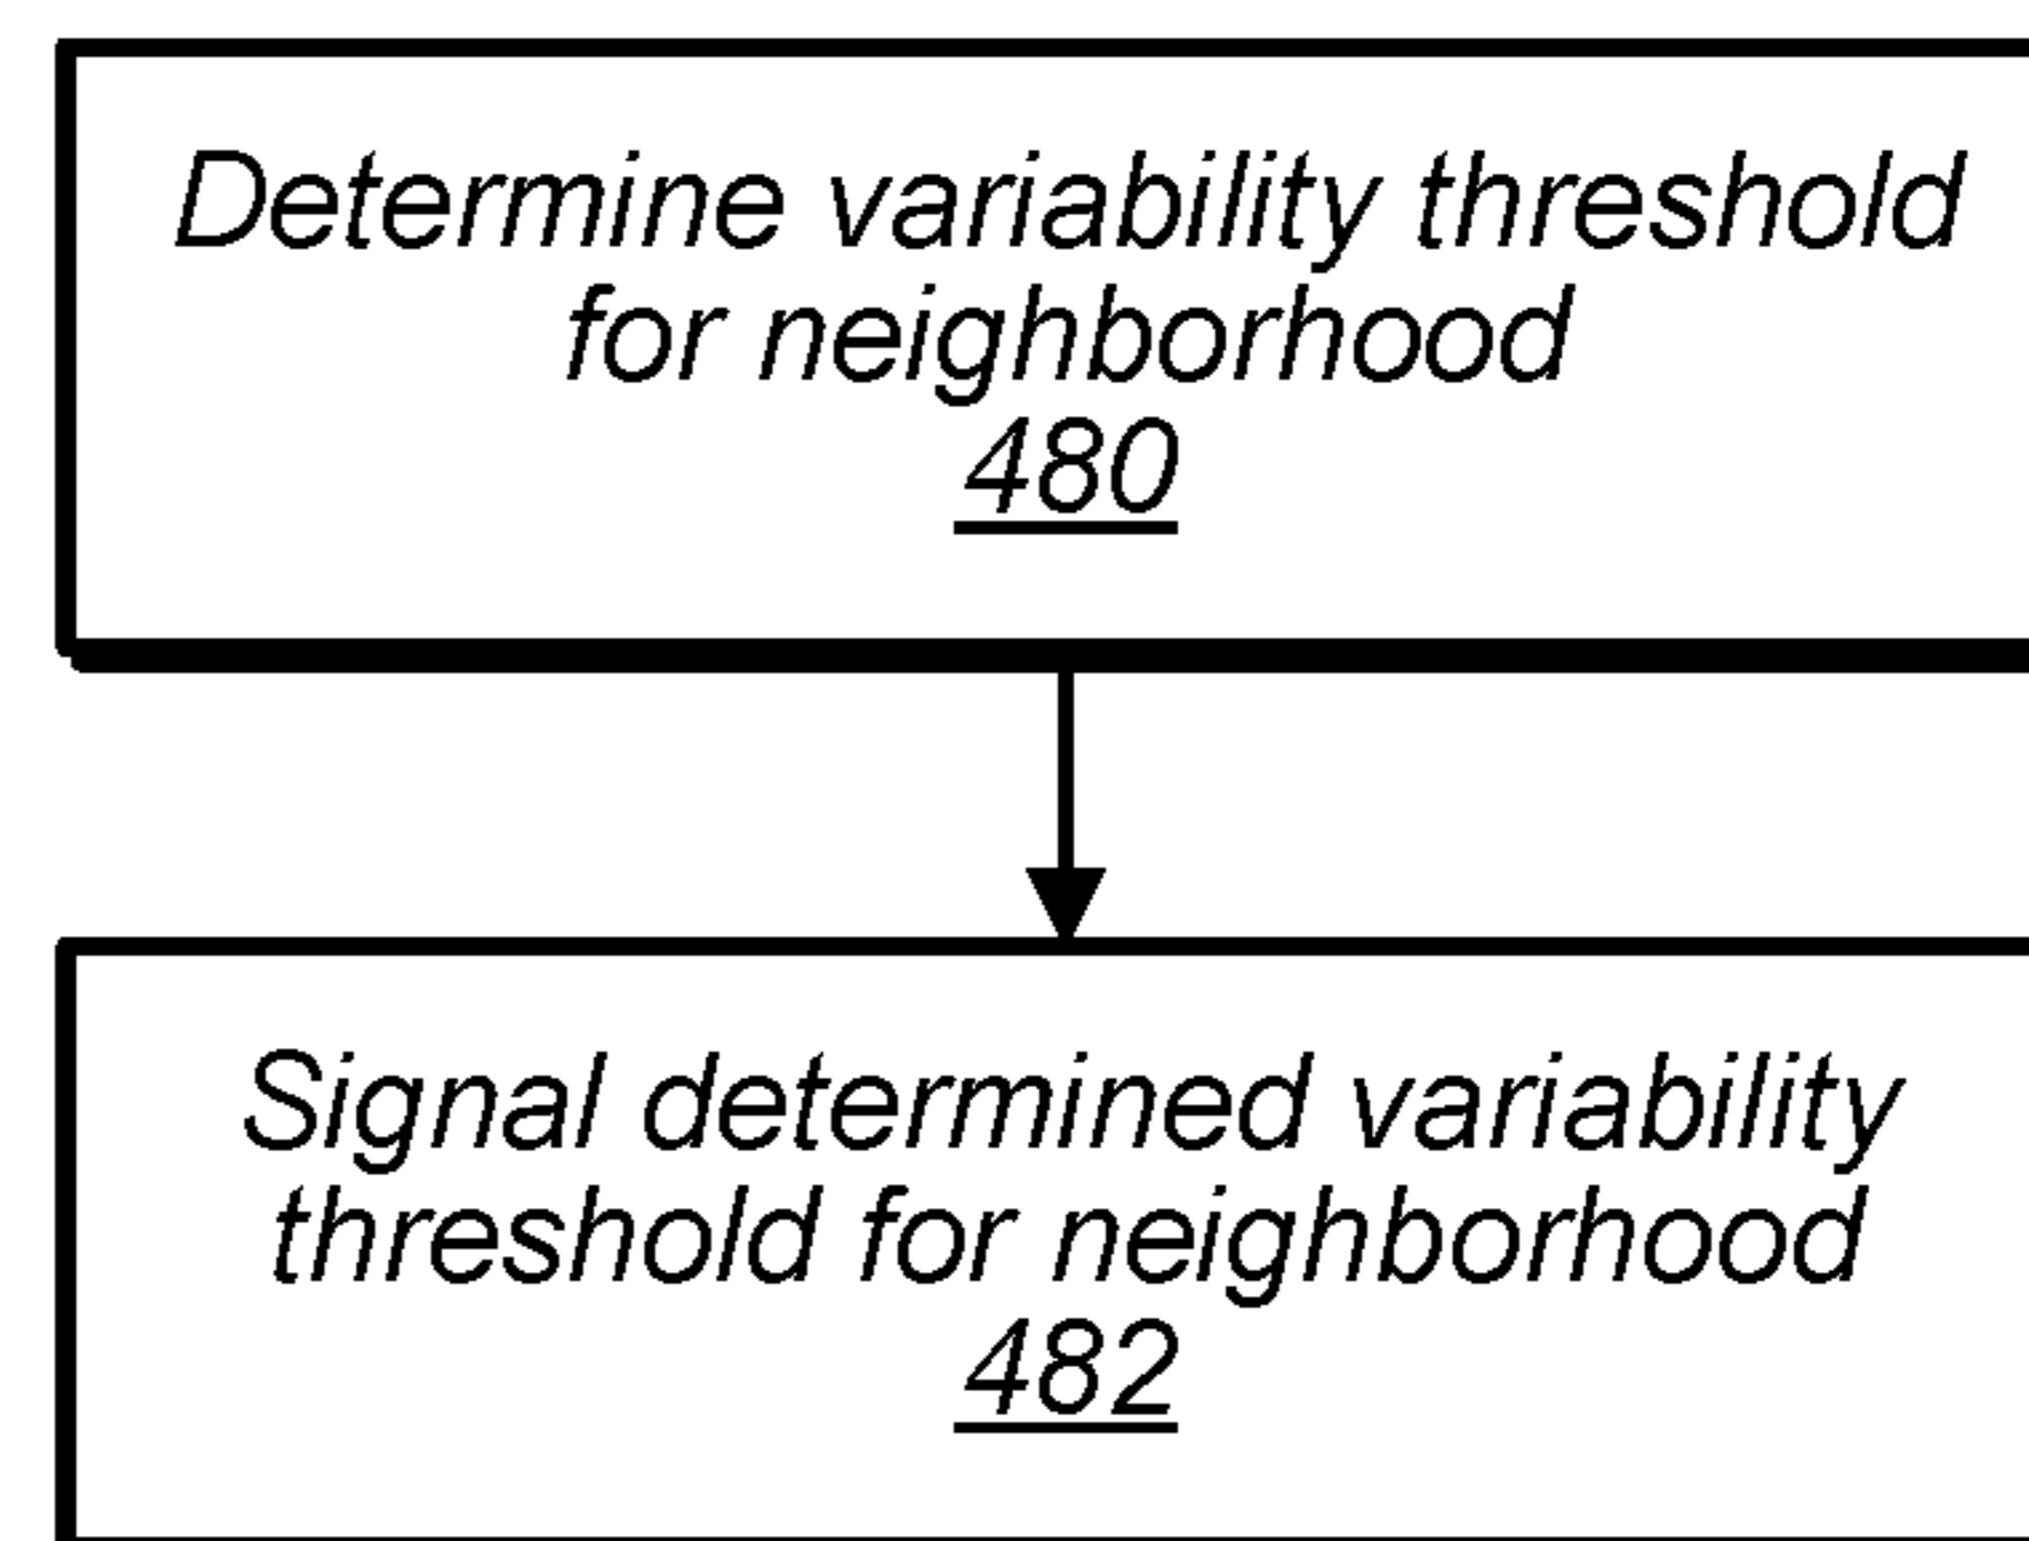 Determine variability threshold
for neighborhood
480
Signal determined variability
threshold for neighborhood
482